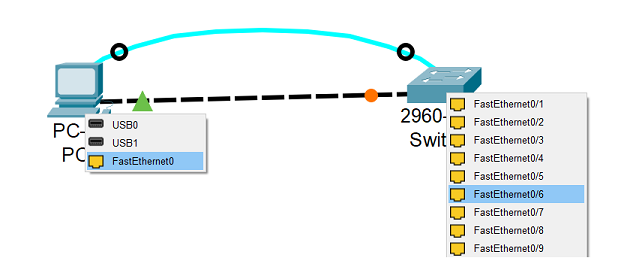 PC-
PC
USB0
USB1
FastEthernet0
2960-
Swit
FastEthernet0/1
FastEthernet0/2
FastEthernet0/3
FastEthernet0/4
FastEthernet0/5
FastEthernet0/6
FastEthernet0/7
FastEthernet0/8
FastEthernet0/9